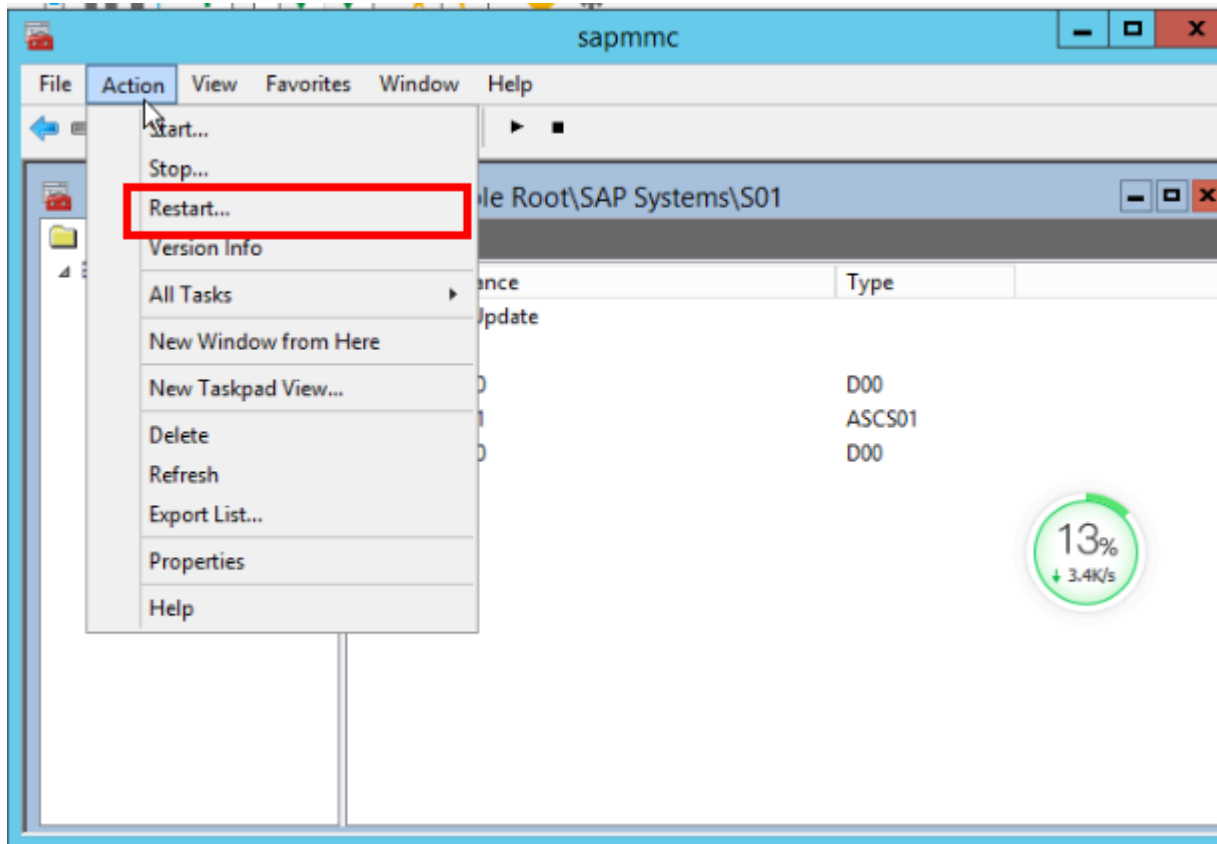 sapmmc
File Action View Favorites Window Help
Start...
Stop...
Restart...
Version Info
All Tasks
New Window from Here
New Taskpad View...
Delete
Refresh
Export List...
Properties
Help
Root\SAP Systems\S01
Type
Update
D00
ASCS01
D00
13%
3.4K/s